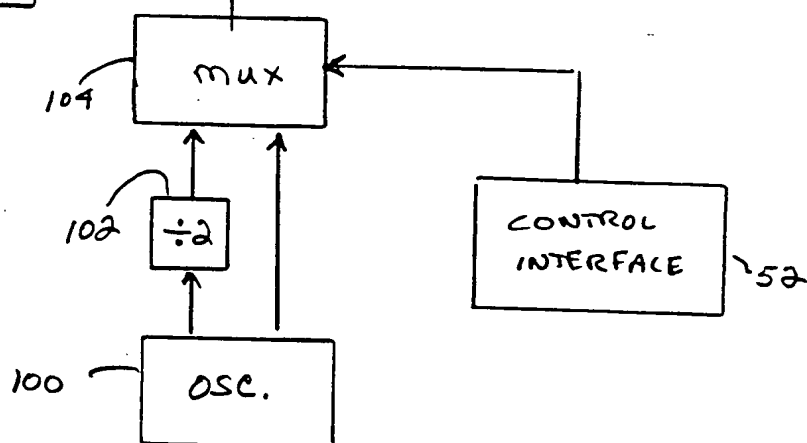 mux
104
102
÷2
CONTROL
INTERFACE
52
100
OSC.